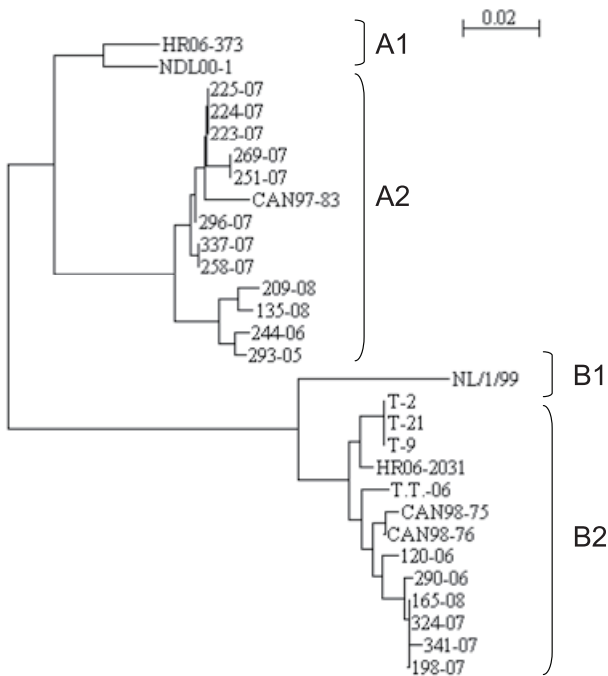 0.02
HR06-373
A1
NDL00-1
225-07
224-07
223-07
269-07
251-07
CAN97-83
A2
296-07
337-07
258-07
209-08
135-08
244-06
293-05
NL/1/99
B1
T-2
T-21
T-9
HR06-2031
T.T.-06
CAN98-75
CAN98-76
B2
120-06
290-06
165-08
324-07
341-07
198-07